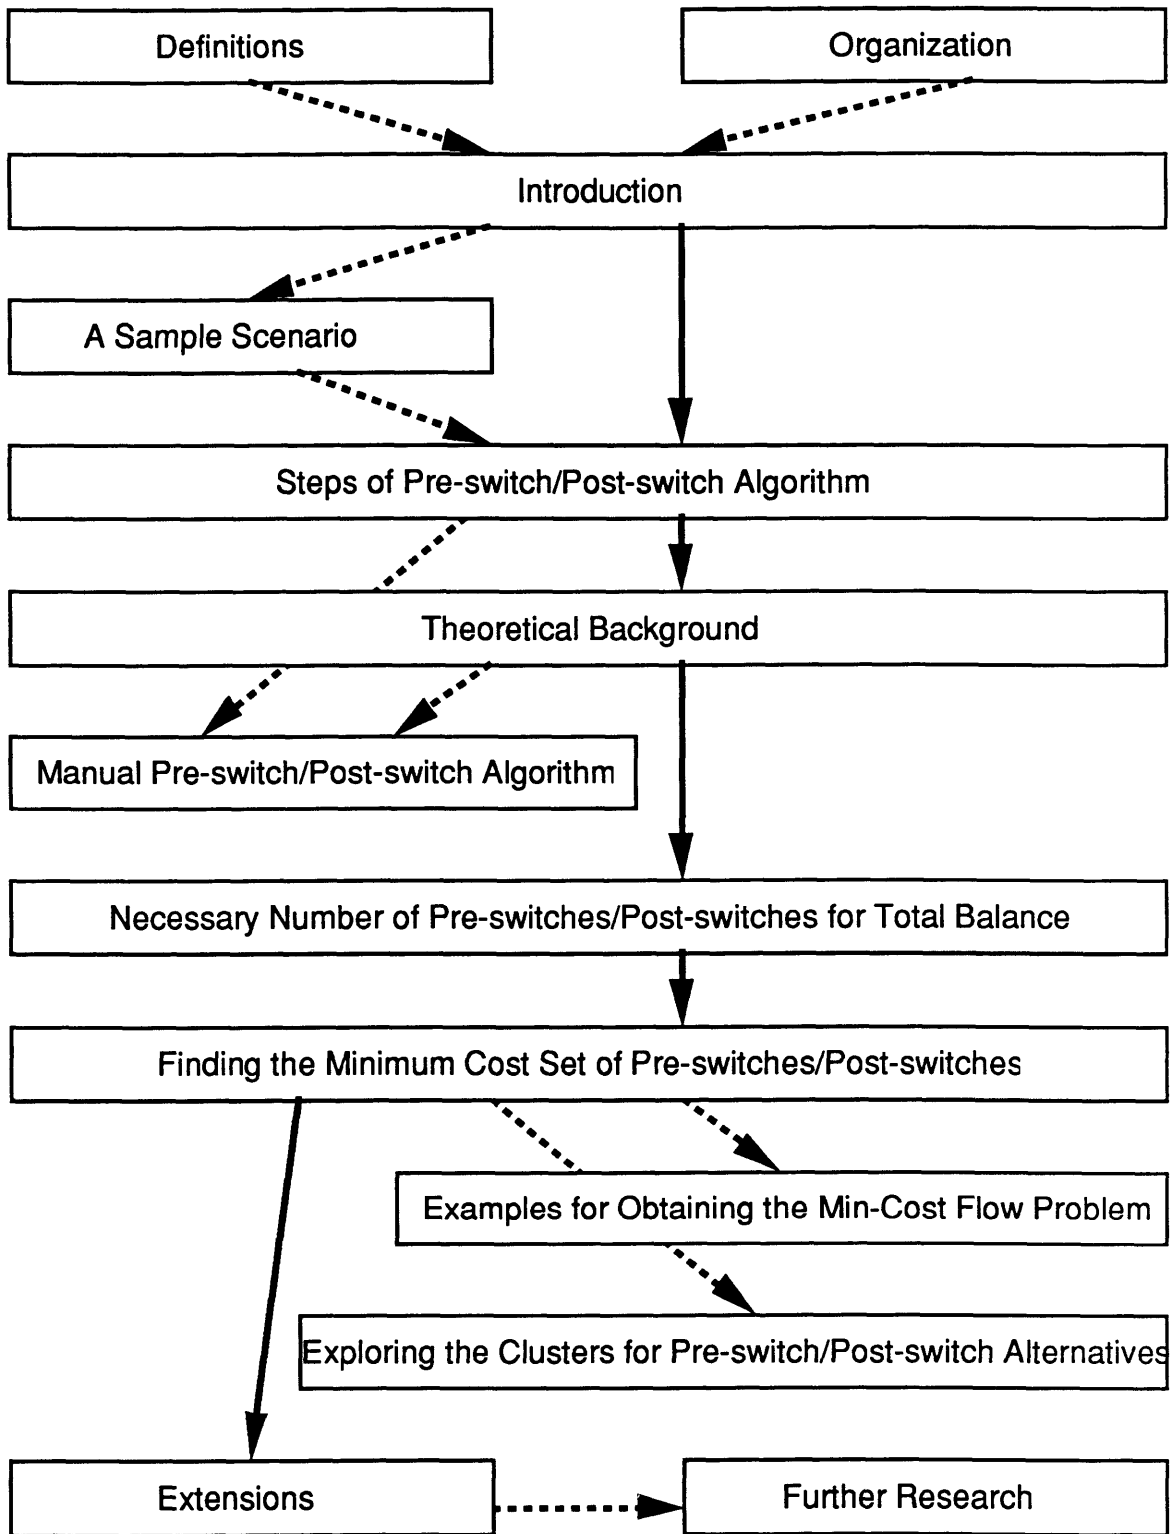 Definitions
Organization
Introduction
A Sample Scenario
Steps of Pre-switch/Post-switch Algorithm
Theoretical Background
Manual Pre-switch/Post-switch Algorithm
Necessary Number of Pre-switches/Post-switches for Total Balance
Finding the Minimum Cost Set of Pre-switches/Post-switches
Examples for Obtaining the Min-Cost Flow Problem
Exploring the Clusters for Pre-switch/Post-switch Alternatives
Extensions
Further Research